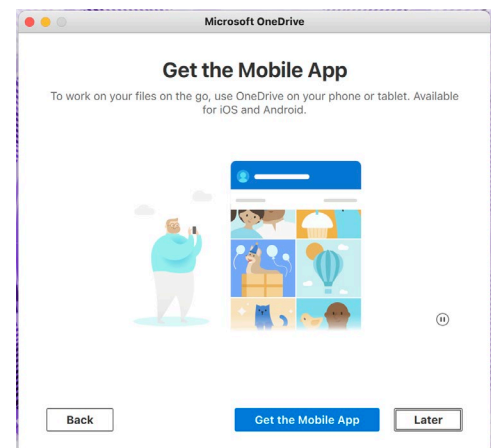 Microsoft OneDrive
Get the Mobile App
To work on your files on the go, use OneDrive on your phone or tablet. Available
for iOS and Android.
Back
Get the Mobile App
Later